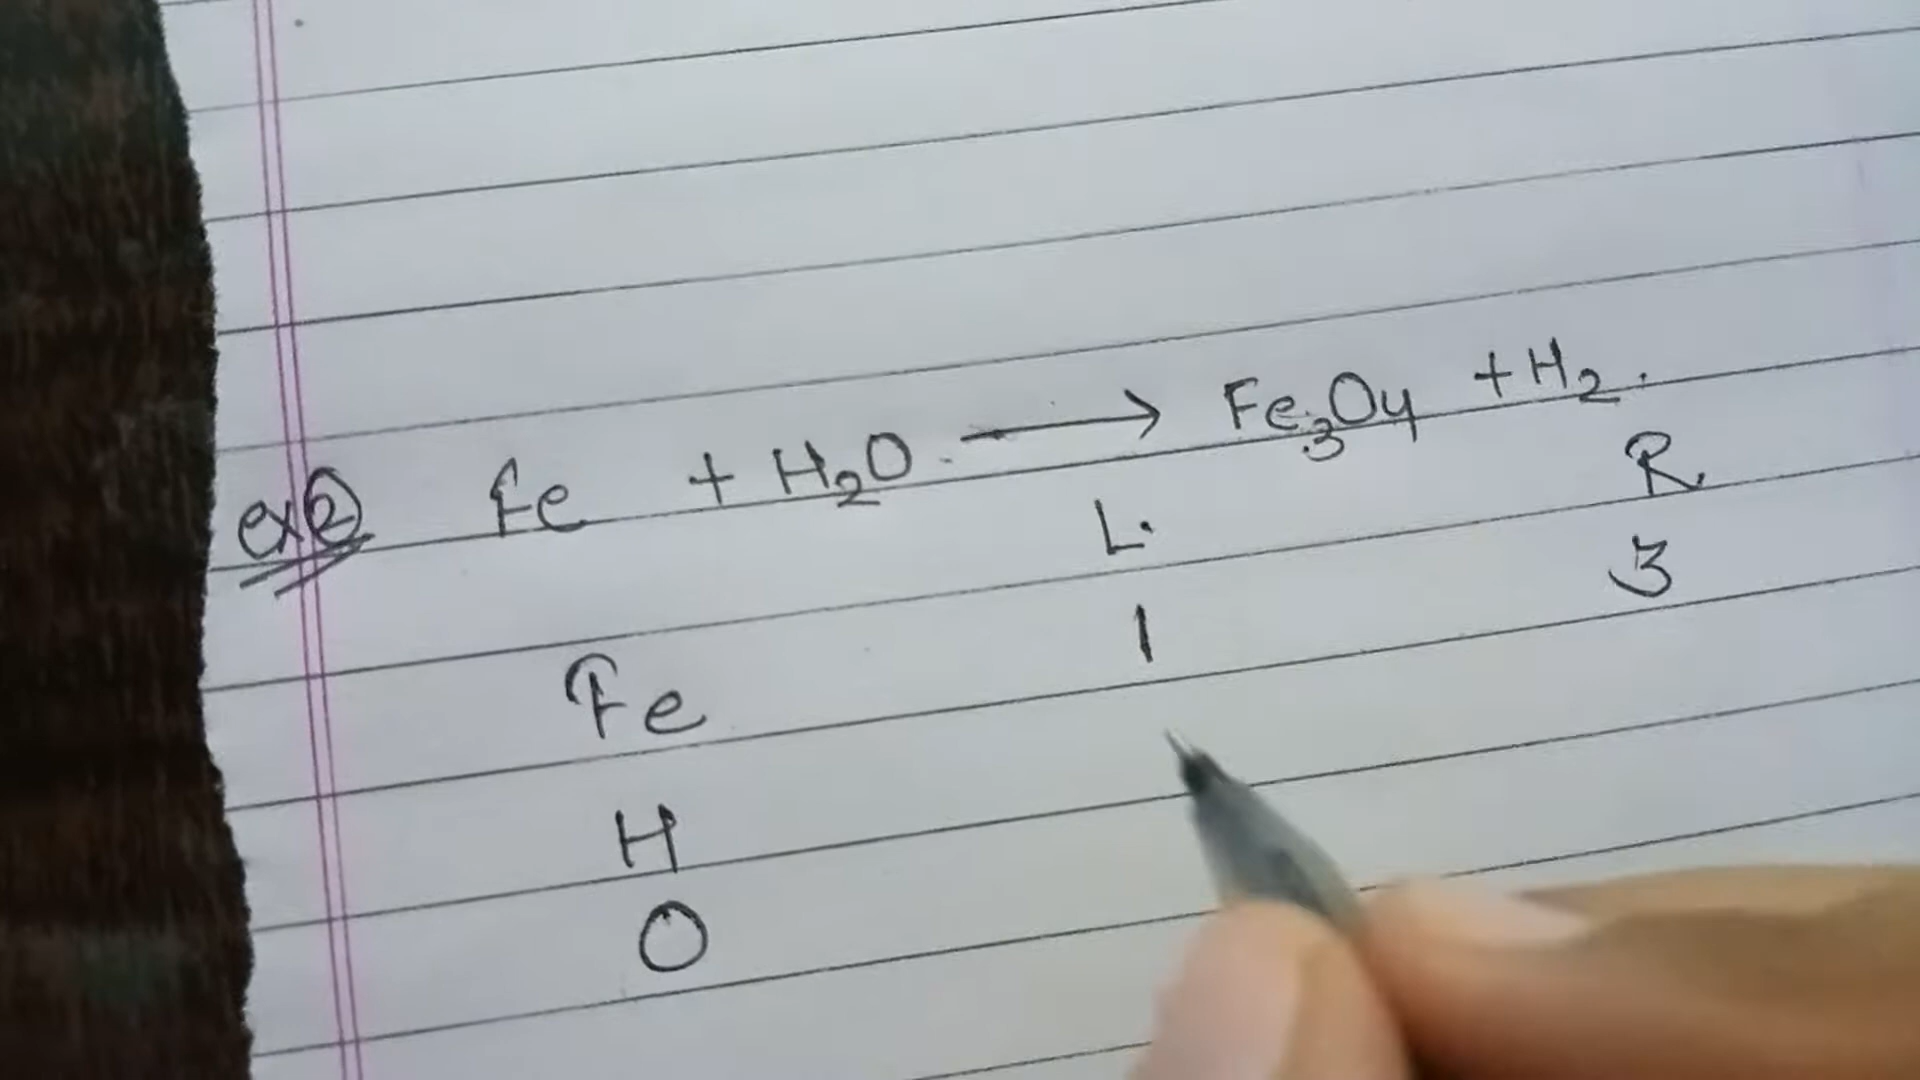 ex② Fe + H₂O. → Fe₃O₄ + H₂.
L. R.
Fe 1 3
H
O